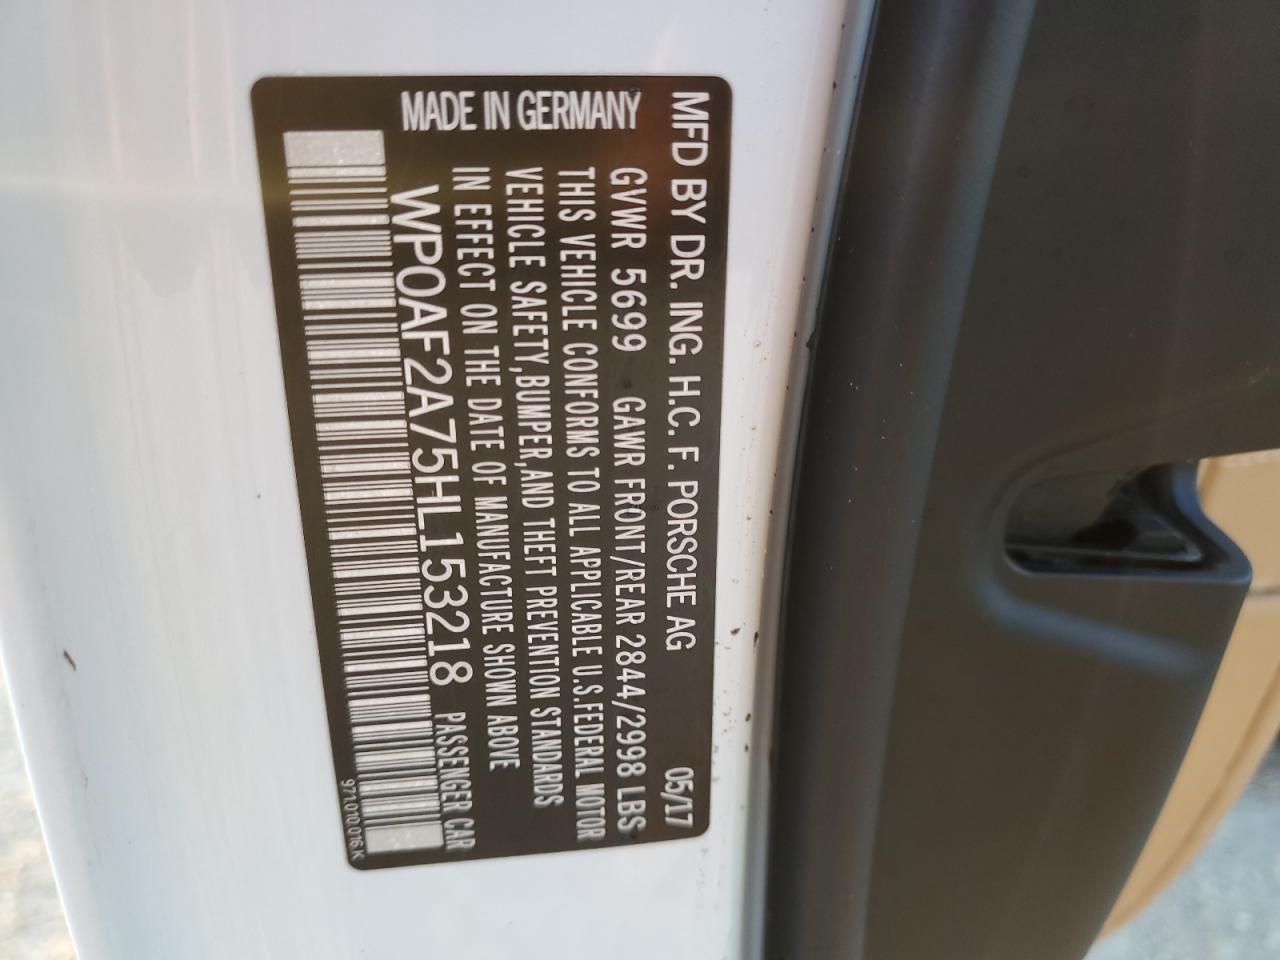 MFD BY DR. ING. H.C. F. PORSCHE AG 05/17
GVWR 5699 GAWR FRONT/REAR 2844/2998 LBS
THIS VEHICLE CONFORMS TO ALL APPLICABLE U.S.FEDERAL MOTOR
VEHICLE SAFETY,BUMPER,AND THEFT PREVENTION STANDARDS
IN EFFECT ON THE DATE OF MANUFACTURE SHOWN ABOVE
MADE IN GERMANY
WP0AF2A75HL153218 PASSENGER CAR
971.010.016.K